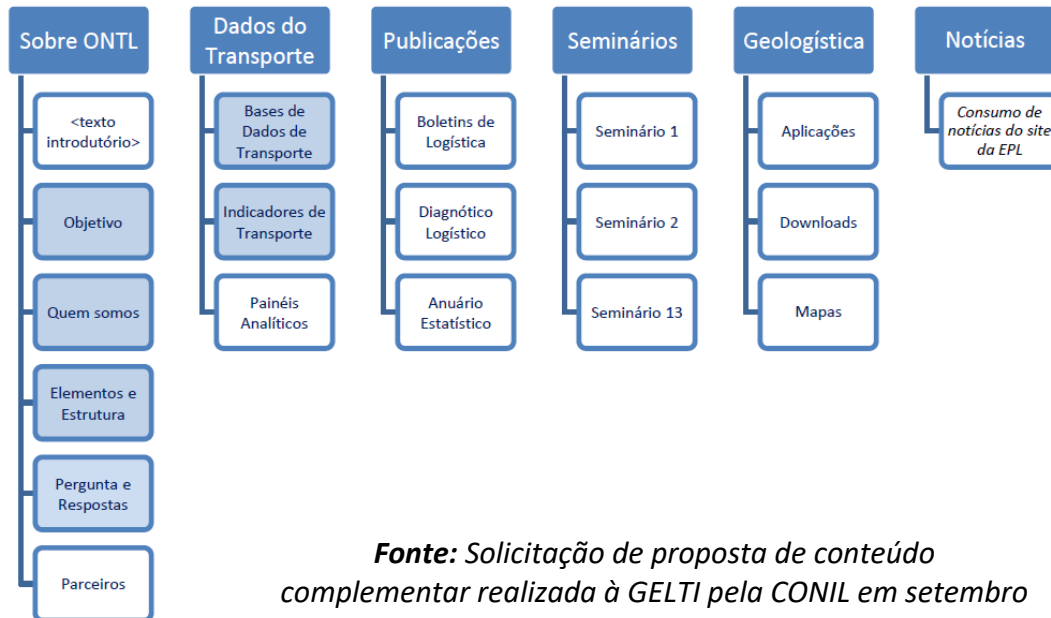 Sobre ONTL
<texto
introdutório>
Objetivo
Quem somos
Elementos e
Estrutura
Pergunta e
Respostas
Parceiros
Dados do
Transporte
Bases de
Dados de
Transporte
Indicadores de
Transporte
Painéis
Analíticos
Publicações
Boletins de
Logística
Diagnótico
Logístico
Anuário
Estatístico
Seminários
Seminário 1
Seminário 2
Seminário 13
Geologística
Aplicações
Downloads
Mapas
Notícias
Consumo de
notícias do site
da EPL
Fonte: Solicitação de proposta de conteúdo
complementar realizada à GELTI pela CONIL em setembro